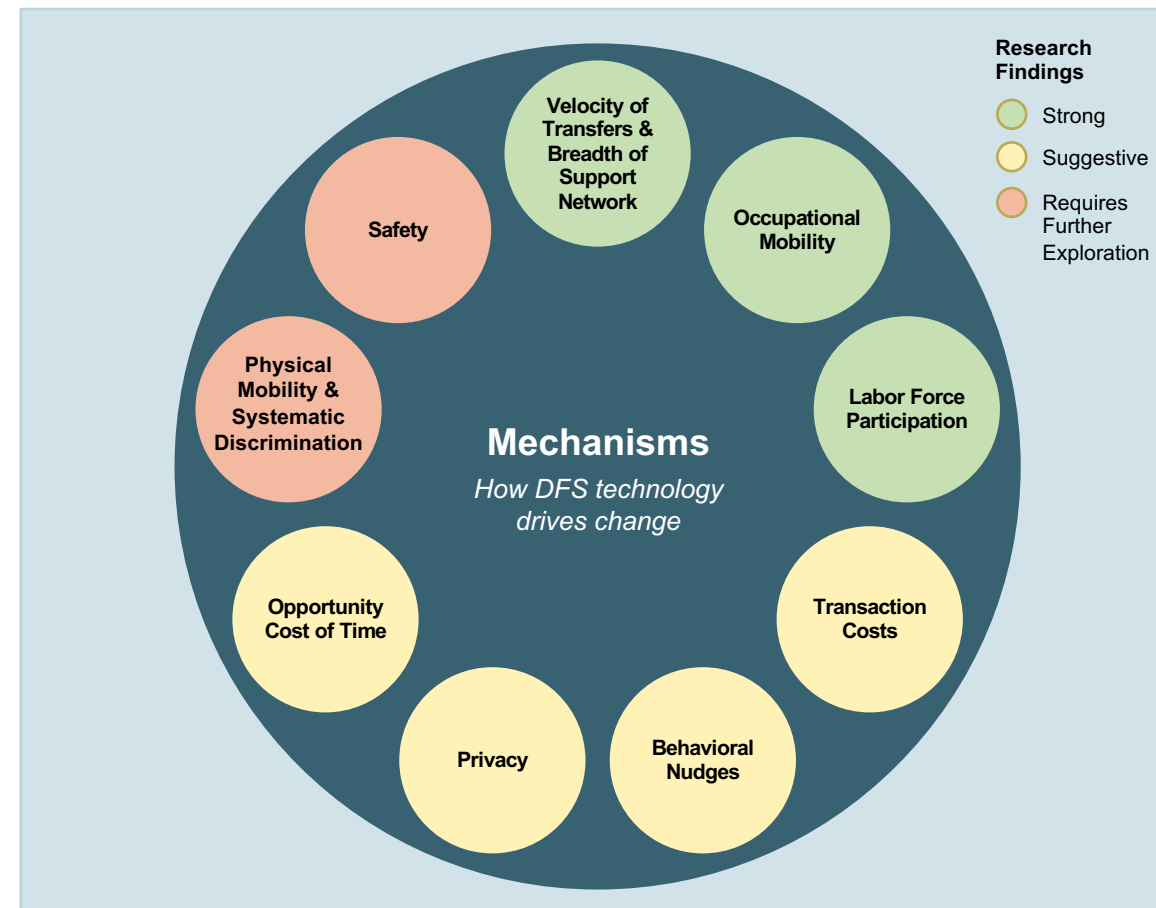 Research
Findings
Strong
Suggestive
Requires
Further
Exploration
Velocity of
Transfers &
Breadth of
Support
Network
Occupational
Mobility
Labor Force
Participation
Transaction
Costs
Behavioral
Nudges
Privacy
Opportunity
Cost of Time
Physical
Mobility &
Systematic
Discrimination
Safety
Mechanisms
How DFS technology
drives change